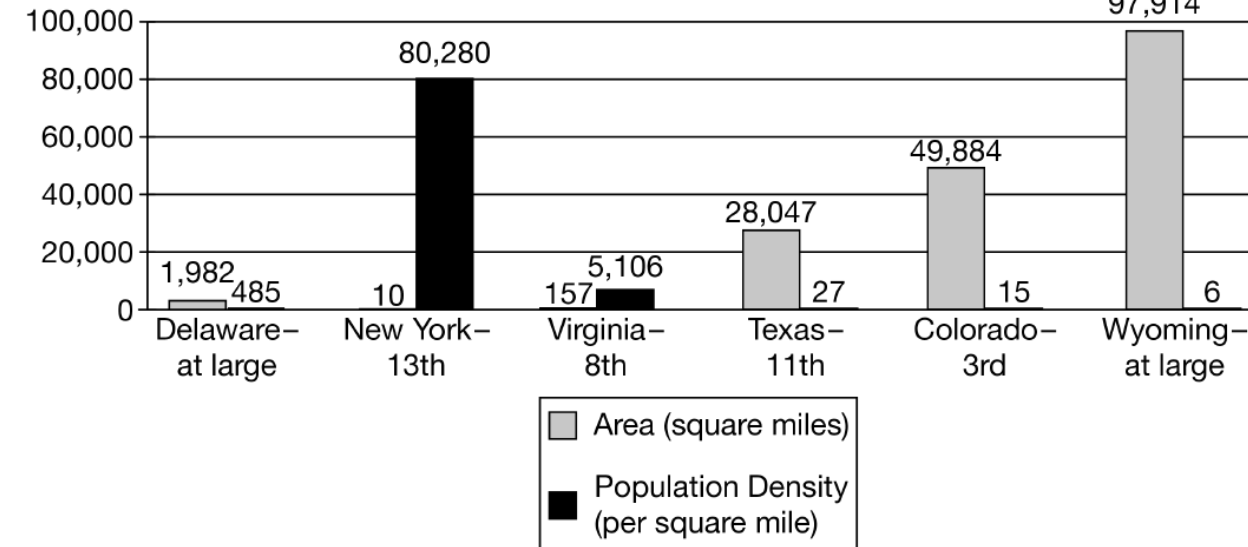 97,914
100,000
80,280
80,000
60,000
49,884
40,000
28,047
20,000
1,982
485
10
157
5,106
27
15
6
0
Delaware–
at large
New York–
13th
Virginia–
8th
Texas–
11th
Colorado–
3rd
Wyoming–
at large
Area (square miles)
Population Density
(per square mile)